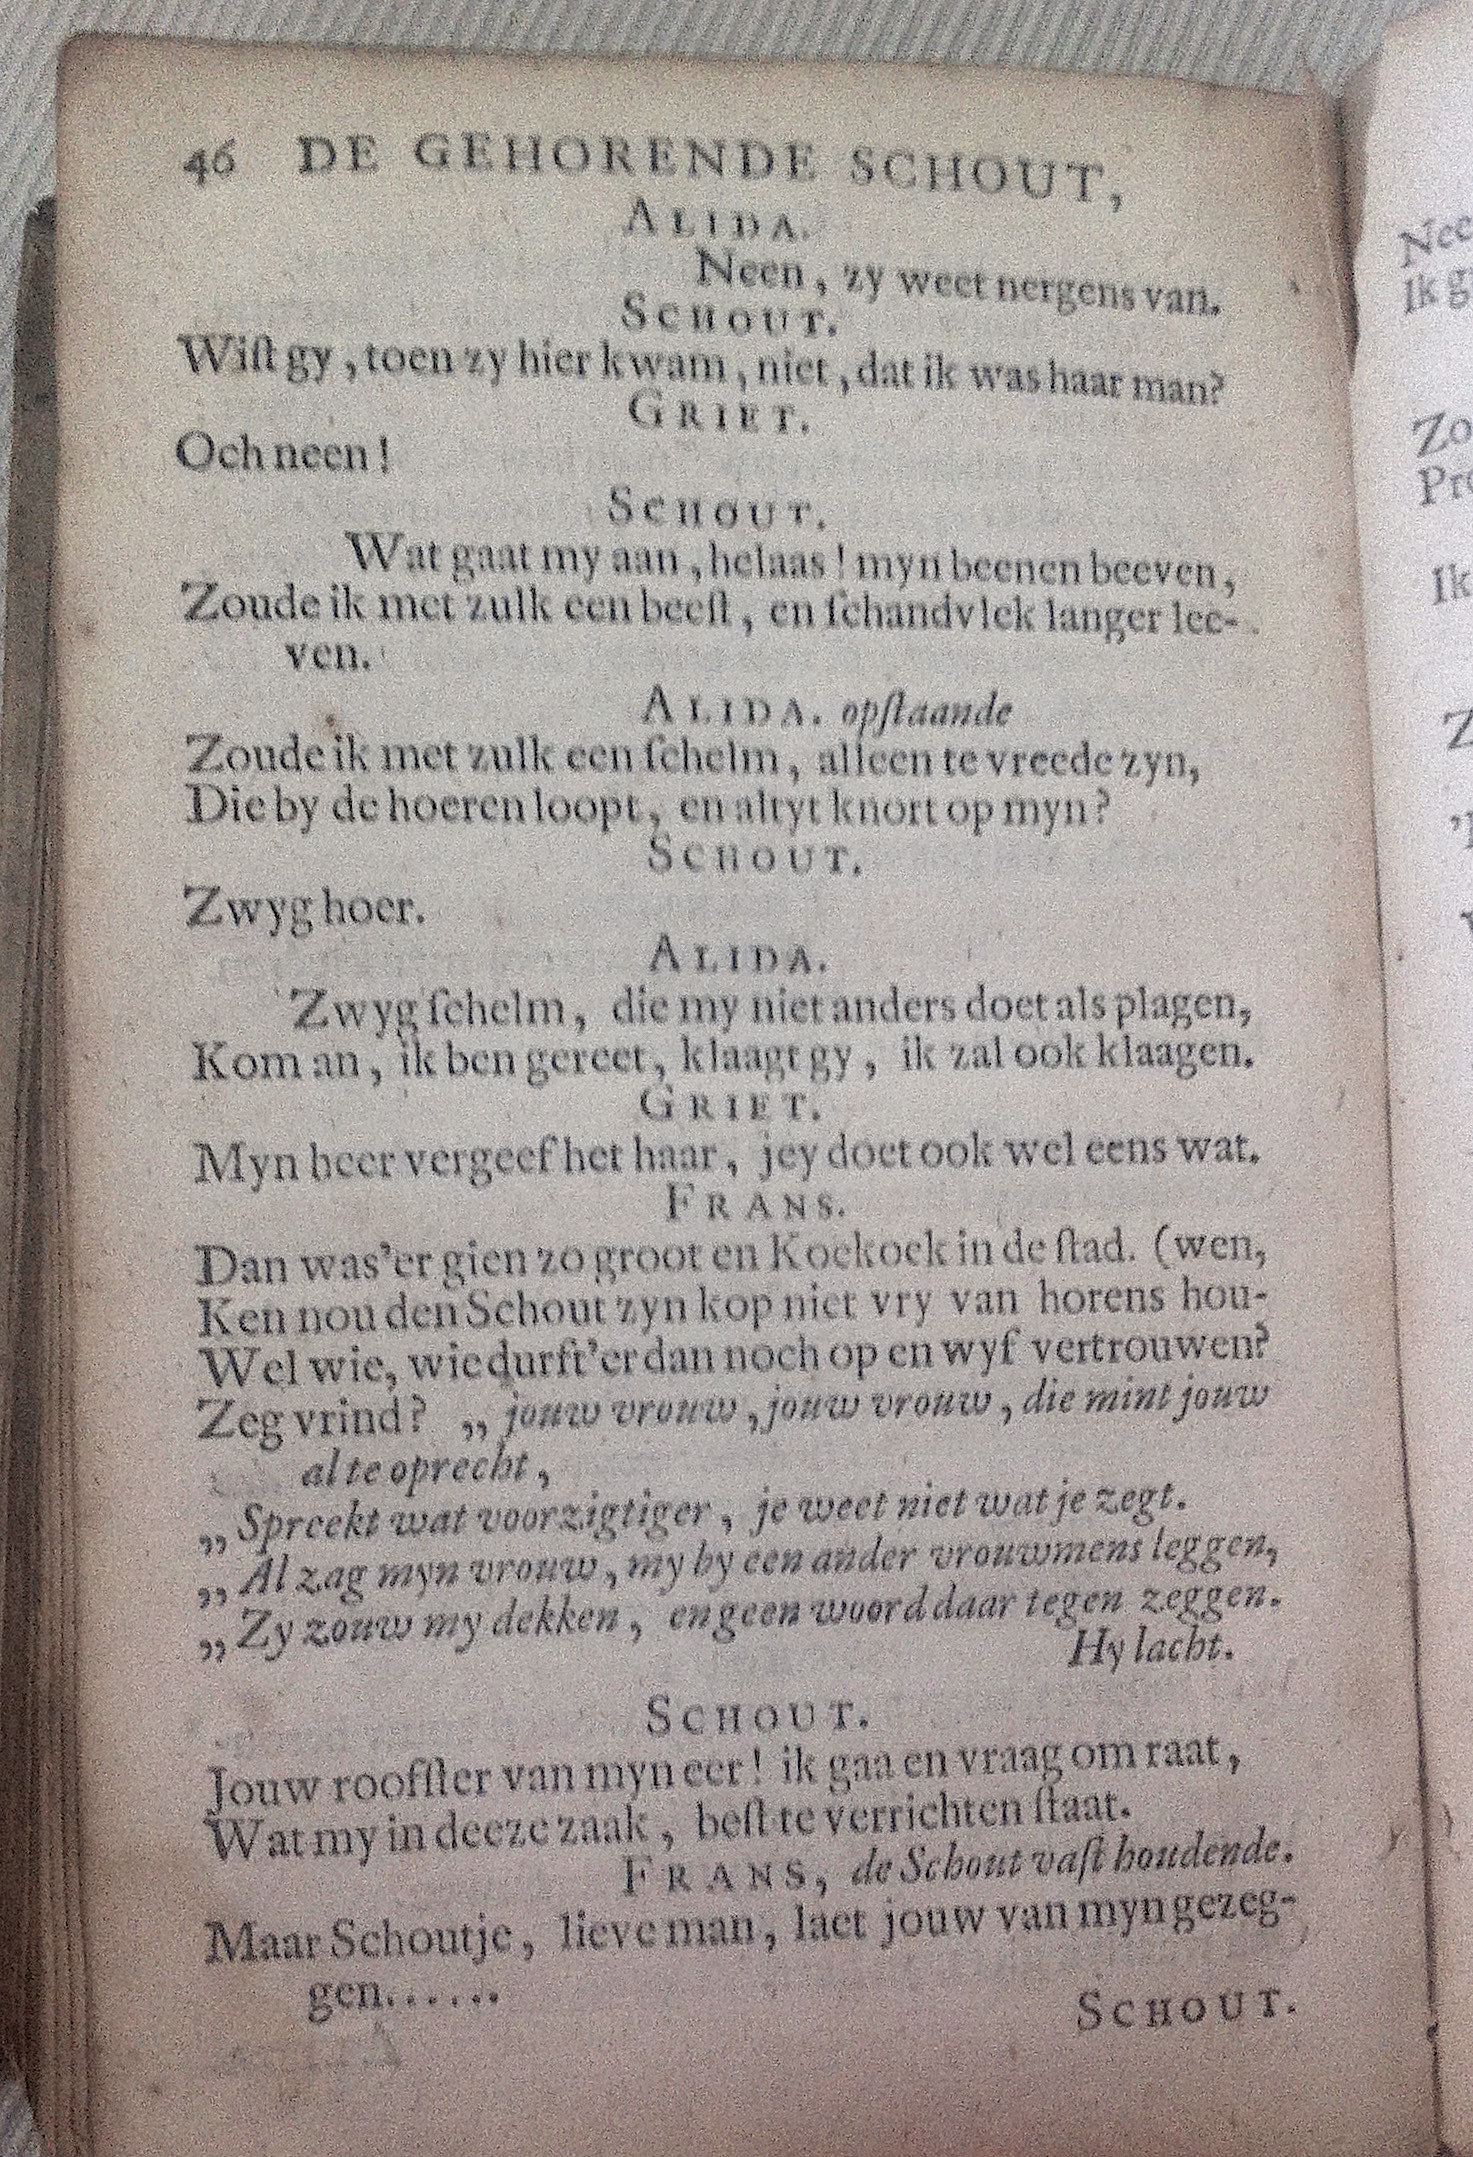 46 DE GEHORENDE SCHOUT,
ALIDA.
Neen, zy weet nergens van.
SCHOUT.
Wiſt gy, toen zy hier kwam, niet, dat ik was haar man?
GRIET.
Och neen!
SCHOUT.
Wat gaat my aan, helaas! myn beenen beeven,
Zoude ik met zulk een beeſt, en ſchandvlek langer lee-
ven.
ALIDA. opſtaande
Zoude ik met zulk een ſchelm, alleen te vreede zyn,
Die by de hoeren loopt, en altyt knort op myn?
SCHOUT.
Zwyg hoer.
ALIDA.
Zwyg ſchelm, die my niet anders doet als plagen,
Kom an, ik ben gereet, klaagt gy, ik zal ook klaagen.
GRIET.
Myn heer vergeef het haar, jey doet ook wel eens wat.
FRANS.
Dan was'er gien zo groot en Koekoek in de ſtad. (wen,
Ken nou den Schout zyn kop niet vry van horens hou-
Wel wie, wie durft'er dan noch op en wyf vertrouwen?
Zeg vrind? „ jouw vrouw, jouw vrouw, die mint jouw
al te oprecht,
„ Spreekt wat voorzigtiger, je weet niet wat je zegt.
„ Al zag myn vrouw, my by een ander vrouwmens leggen,
„ Zy zouw my dekken, en geen woord daar tegen zeggen.
Hy lacht.
SCHOUT.
Jouw roofſter van myn eer! ik gaa en vraag om raat,
Wat my in deeze zaak, beſt te verrichten ſtaat.
FRANS, de Schout vaſt houdende.
Maar Schoutje, lieve man, laet jouw van myn gezeg-
gen......
SCHOUT.
Nee
Ik g
Zo
Pro
Ik
Z